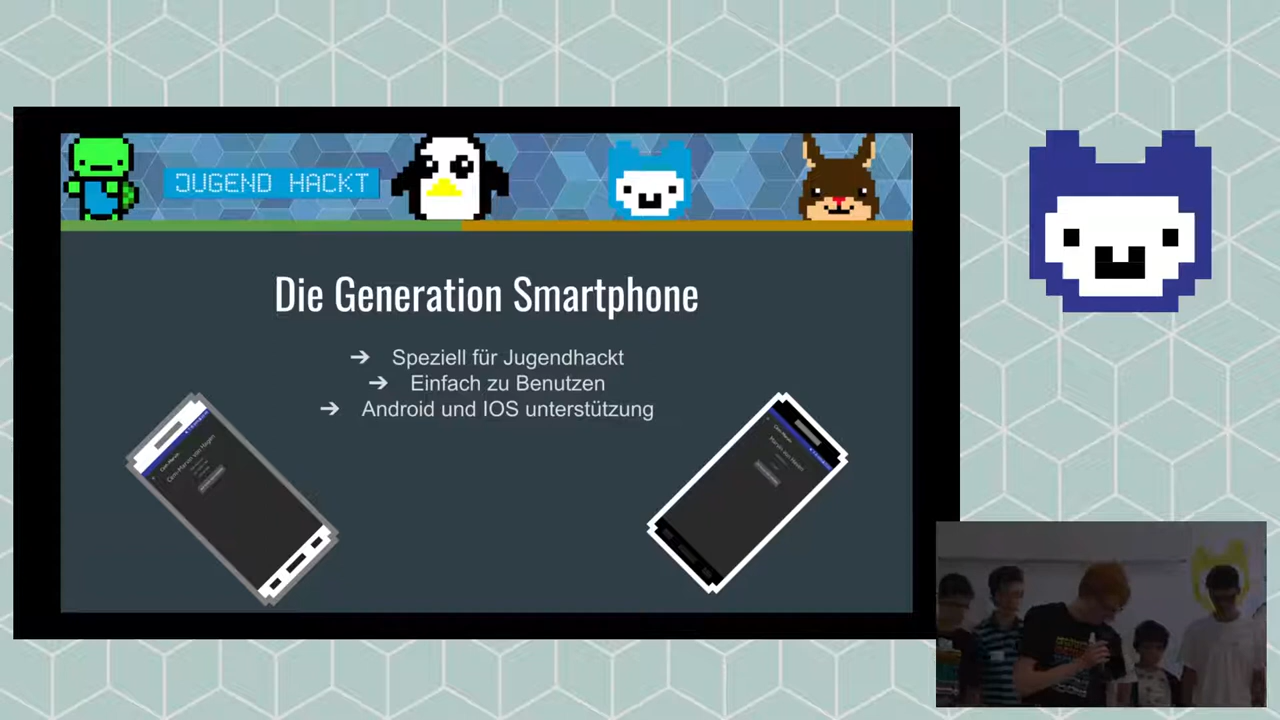 JUGEND HACKT
Die Generation Smartphone
➔ Speziell für Jugendhackt
➔ Einfach zu Benutzen
➔ Android und IOS unterstützung